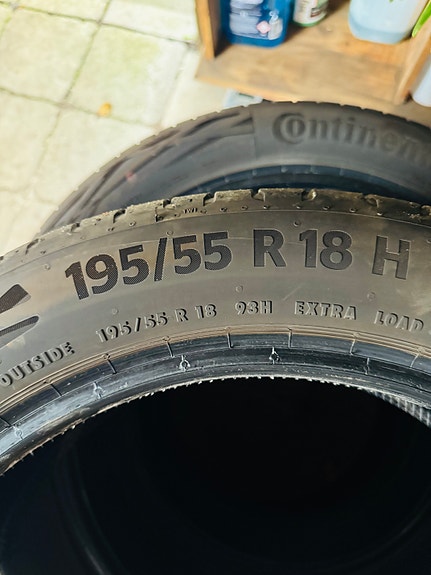 Continen
195/55 R 18 H
OUTSIDE 195/55 R 18 93H EXTRA LOAD